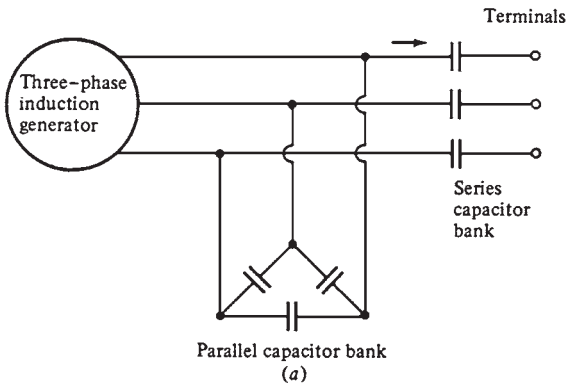 Terminals
Three-phase
induction
generator
Series
capacitor
bank
Parallel capacitor bank
(a)